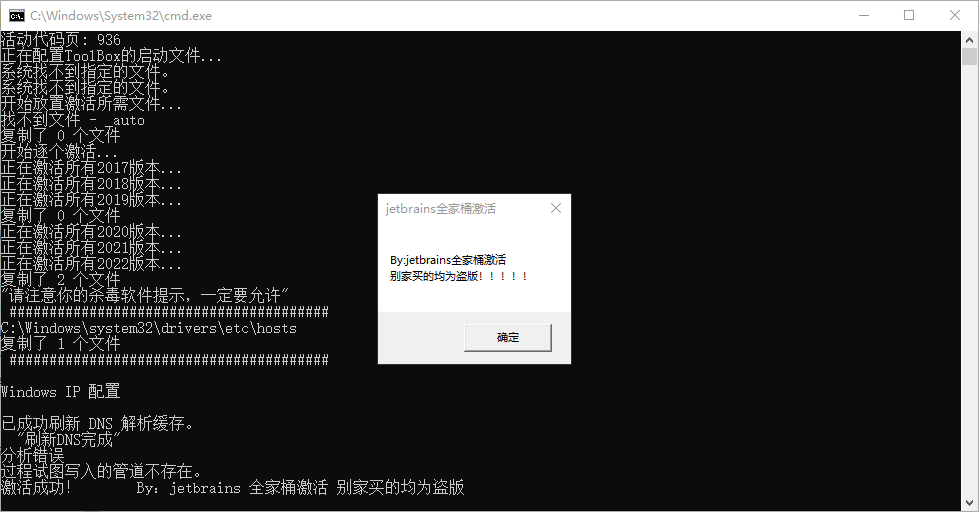 C:\Windows\System32\cmd.exe
活动代码页: 936
正在配置ToolBox的启动文件...
系统找不到指定的文件。
系统找不到指定的文件。
开始放置激活所需文件...
找不到文件 - _auto
复制了 0 个文件
开始逐个激活...
正在激活所有2017版本...
正在激活所有2018版本...
正在激活所有2019版本...
复制了 0 个文件
正在激活所有2020版本...
正在激活所有2021版本...
正在激活所有2022版本...
复制了 2 个文件
"请注意你的杀毒软件提示，一定要允许"
########################################
C:\Windows\system32\drivers\etc\hosts
复制了 1 个文件
########################################
Windows IP 配置
已成功刷新 DNS 解析缓存。
"刷新DNS完成"
分析错误
过程试图写入的管道不存在。
激活成功! By: jetbrains 全家桶激活 别家买的均为盗版
jetbrains全家桶激活
By:jetbrains全家桶激活
别家买的均为盗版！！！！！
确定